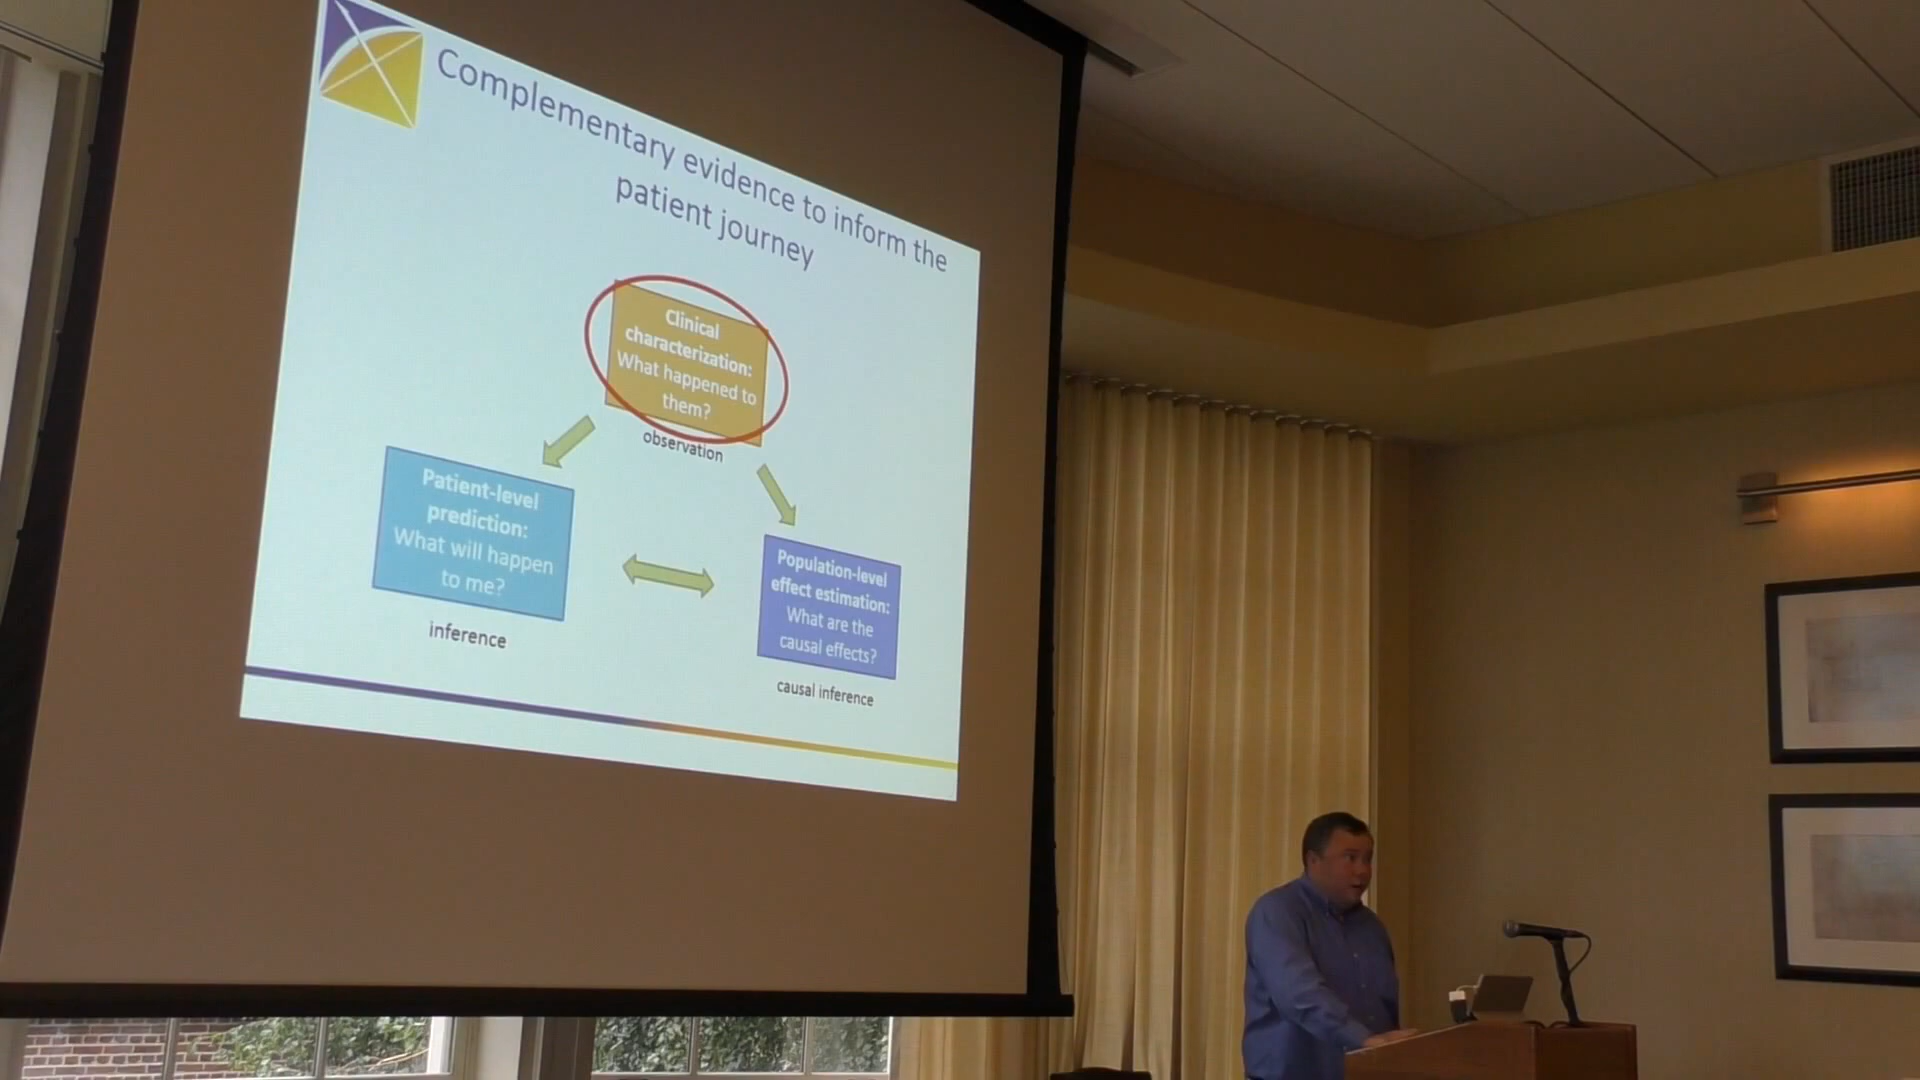 Complementary evidence to inform the
patient journey
Clinical
characterization:
What happened to
them?
observation
Patient-level
prediction:
What will happen
to me?
inference
Population-level
effect estimation:
What are the
causal effects?
causal inference